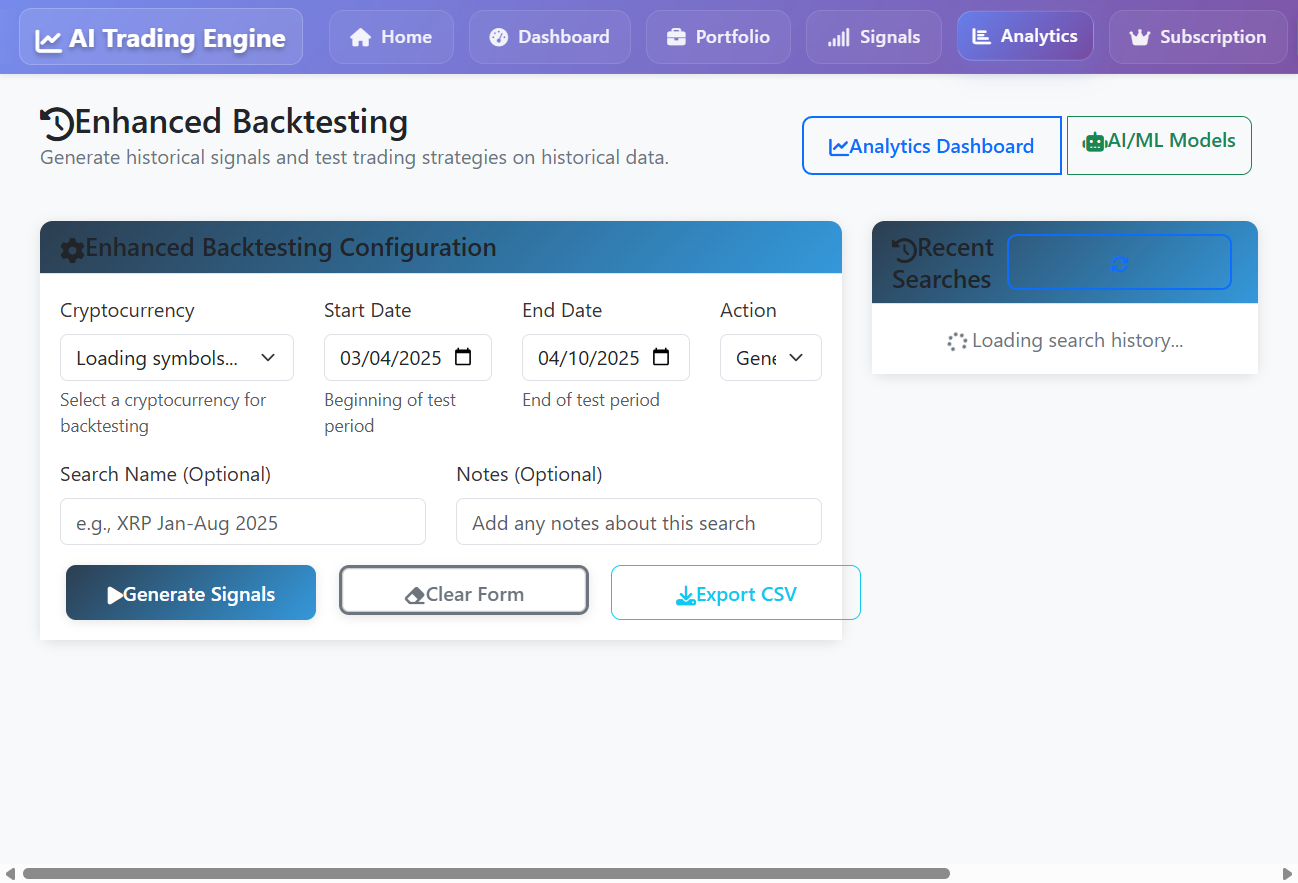 AI Trading Engine
Home
Dashboard
Portfolio
Signals
Analytics
Subscription
Enhanced Backtesting
Generate historical signals and test trading strategies on historical data.
Analytics Dashboard
AI/ML Models
Enhanced Backtesting Configuration
Cryptocurrency
Start Date
End Date
Action
Loading symbols...
03/04/2025
04/10/2025
Gene
Select a cryptocurrency for
backtesting
Beginning of test
period
End of test period
Search Name (Optional)
Notes (Optional)
e.g., XRP Jan-Aug 2025
Add any notes about this search
Generate Signals
Clear Form
Export CSV
Recent
Searches
Loading search history...